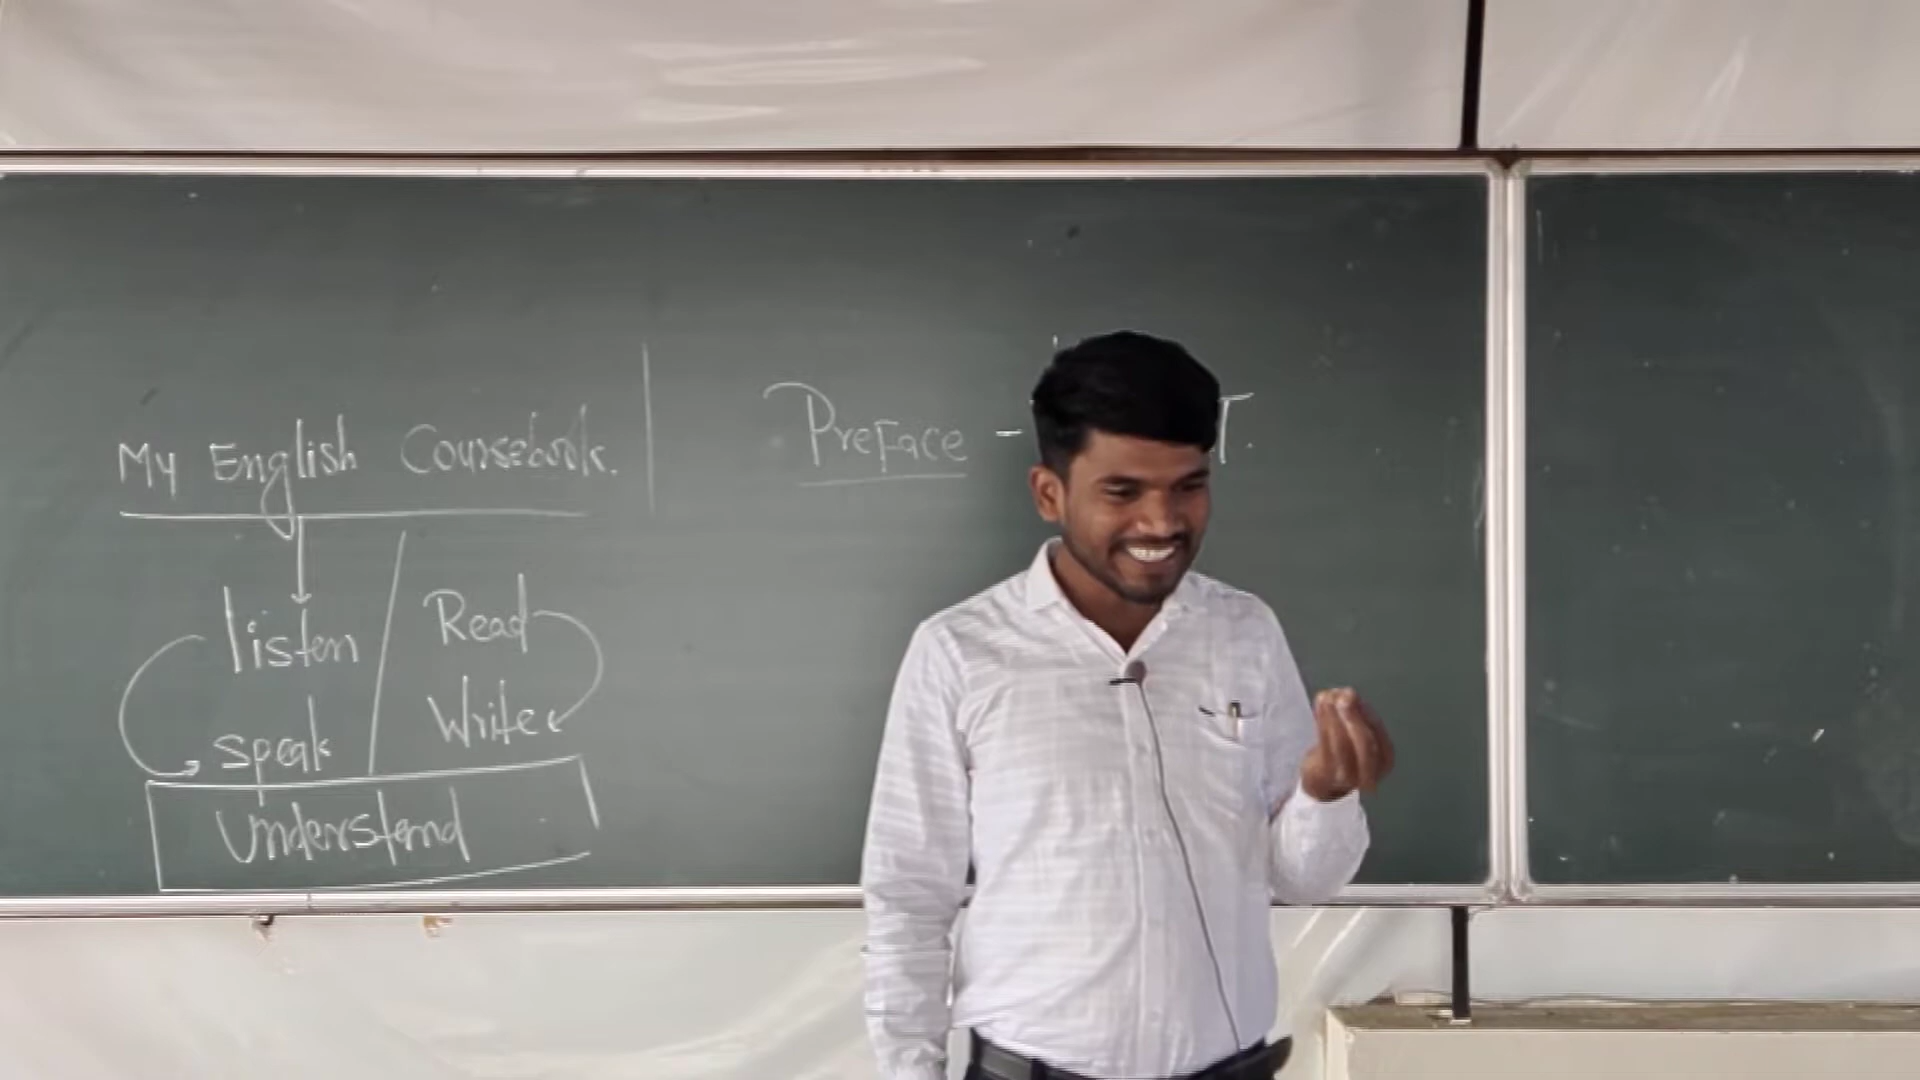 My English Coursebook.
Preface - T.
listen / Read
speak Write
Understand